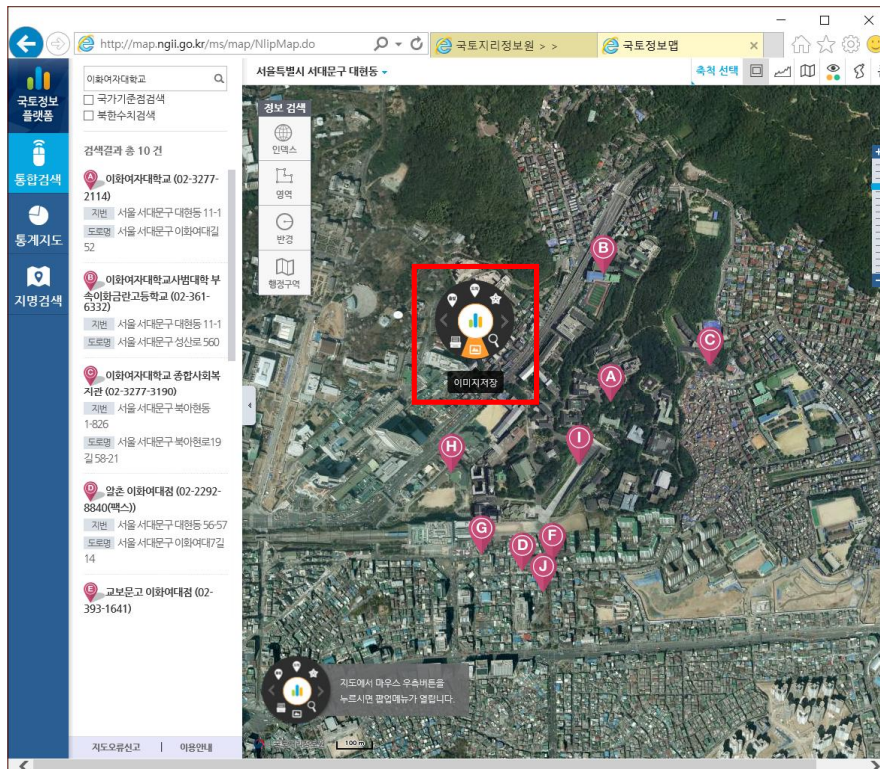 http://map.ngii.go.kr/ms/map/NlipMap.do
국토지리정보원 > >
국토정보맵
국토정보
플랫폼
통합검색
통계지도
지명검색
이화여자대학교
국가기준점검색
북한수치검색
검색결과 총 10 건
A 이화여자대학교 (02-3277-
2114)
지번 서울 서대문구 대현동 11-1
도로명 서울 서대문구 이화여대길
52
B 이화여자대학교사범대학 부
속이화금란고등학교 (02-361-
6332)
지번 서울 서대문구 대현동 11-1
도로명 서울 서대문구 성산로 560
C 이화여자대학교 종합사회복
지관 (02-3277-3190)
지번 서울 서대문구 북아현동
1-826
도로명 서울 서대문구 북아현로19
길 58-21
D 알촌 이화여대점 (02-2292-
8840(팩스))
지번 서울 서대문구 대현동 56-57
도로명 서울 서대문구 이화여대7길
14
E 교보문고 이화여대점 (02-
393-1641)
지도오류신고 | 이용안내
서울특별시 서대문구 대현동
축척 선택
정보 검색
인덱스
영역
반경
행정구역
이미지저장
B
C
A
I
H
G
D
F
J
지도에서 마우스 우측버튼을
누르시면 팝업메뉴가 열립니다.
100 m